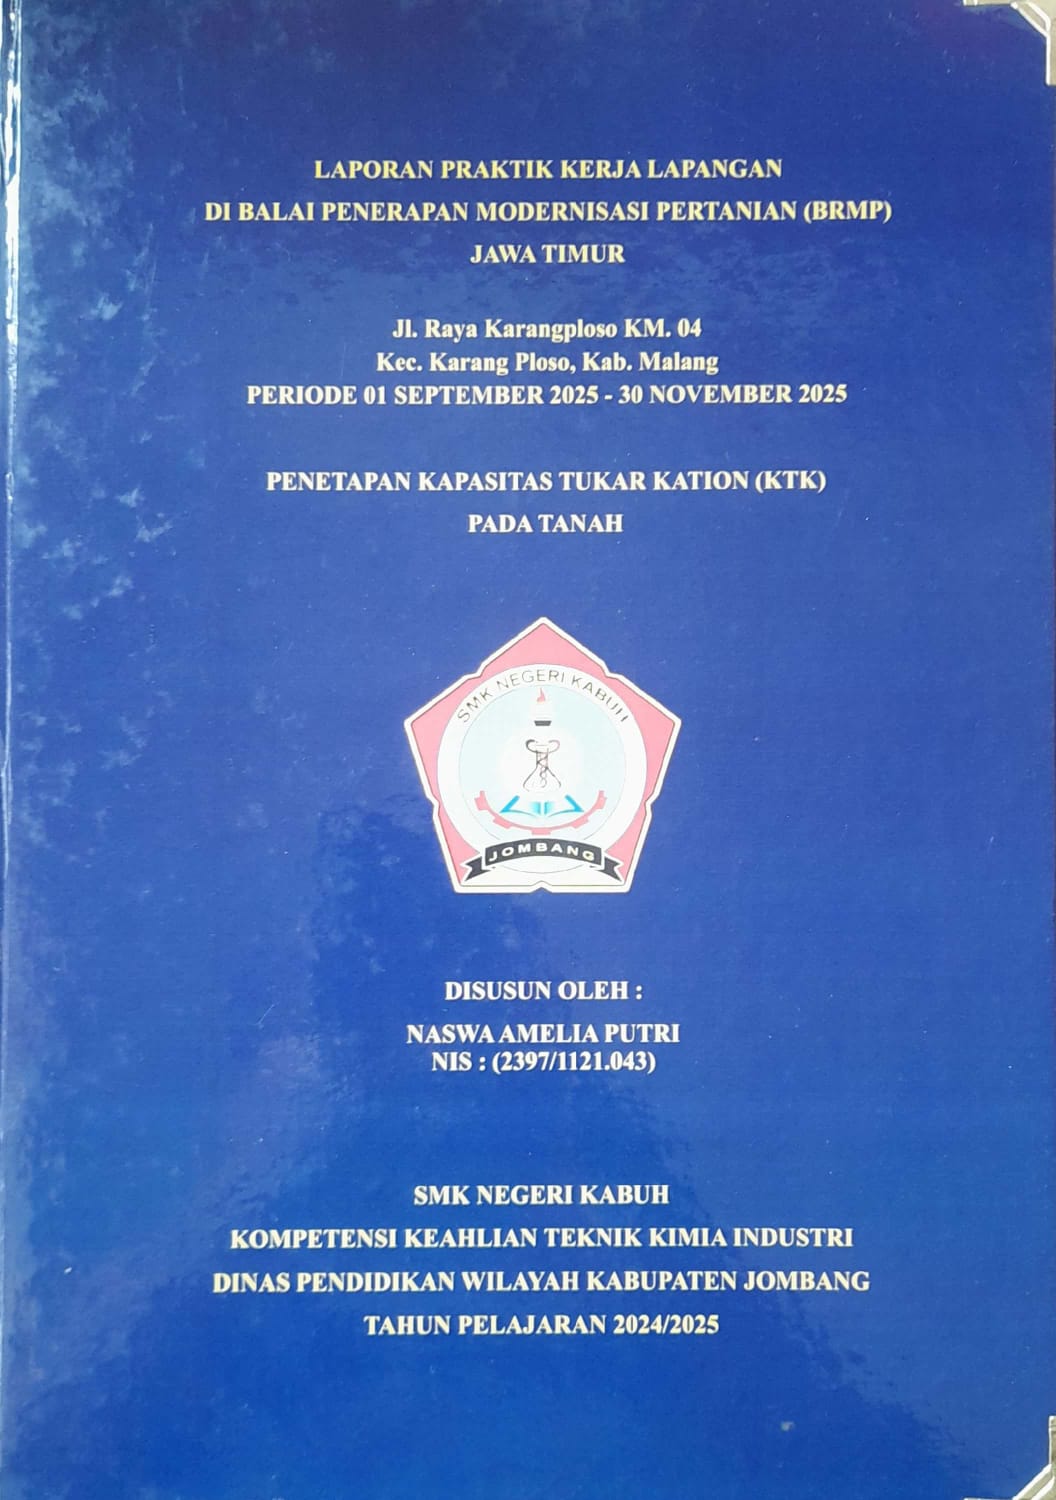 LAPORAN PRAKTIK KERJA LAPANGAN
DI BALAI PENERAPAN MODERNISASI PERTANIAN (BRMP)
JAWA TIMUR
Jl. Raya Karangploso KM. 04
Kec. Karang Ploso, Kab. Malang
PERIODE 01 SEPTEMBER 2025 - 30 NOVEMBER 2025
PENETAPAN KAPASITAS TUKAR KATION (KTK)
PADA TANAH
SMK NEGERI KABUH
JOMBANG
DISUSUN OLEH :
NASWA AMELIA PUTRI
NIS : (2397/1121.043)
SMK NEGERI KABUH
KOMPETENSI KEAHLIAN TEKNIK KIMIA INDUSTRI
DINAS PENDIDIKAN WILAYAH KABUPATEN JOMBANG
TAHUN PELAJARAN 2024/2025